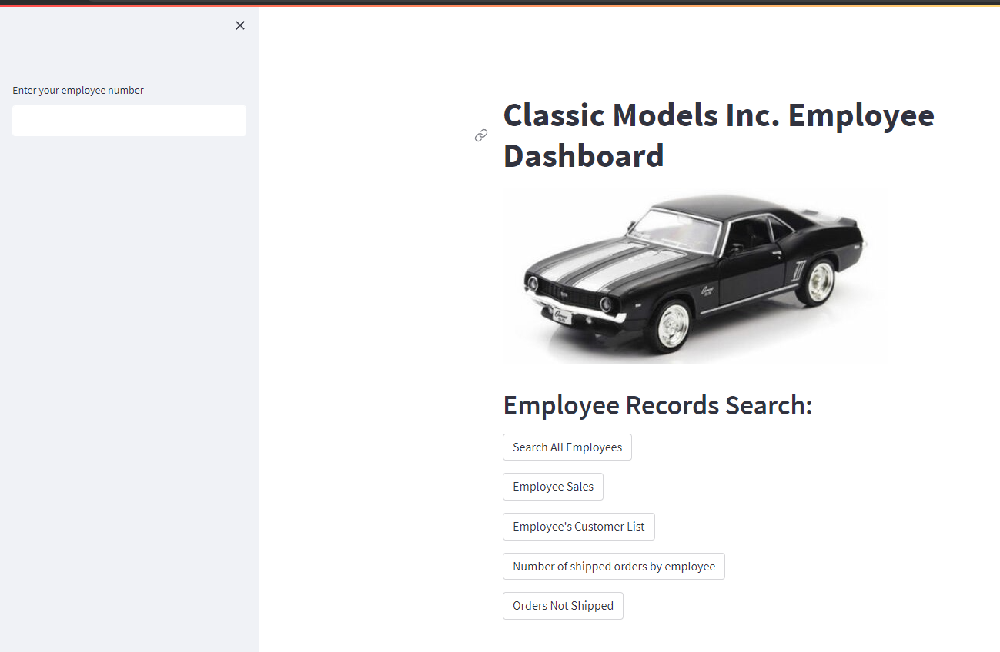 Enter your employee number
Classic Models Inc. Employee
Dashboard
Employee Records Search:
Search All Employees
Employee Sales
Employee's Customer List
Number of shipped orders by employee
Orders Not Shipped